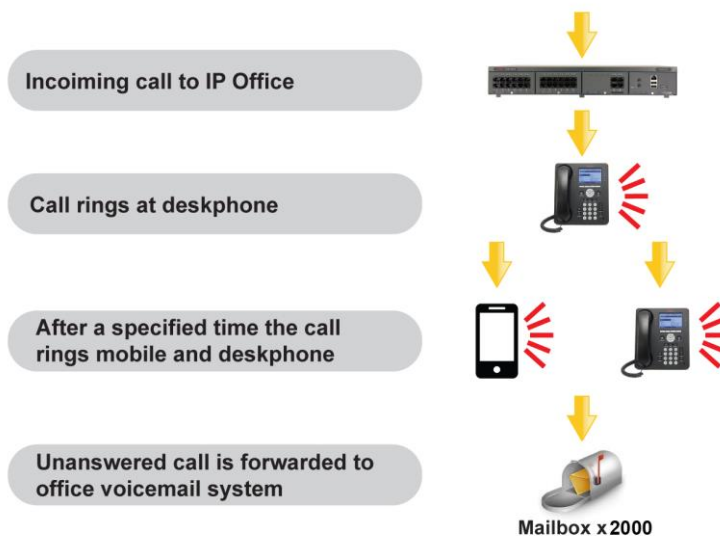 Incoiming call to IP Office
Call rings at deskphone
After a specified time the call
rings mobile and deskphone
Unanswered call is forwarded to
office voicemail system
Mailbox x2000